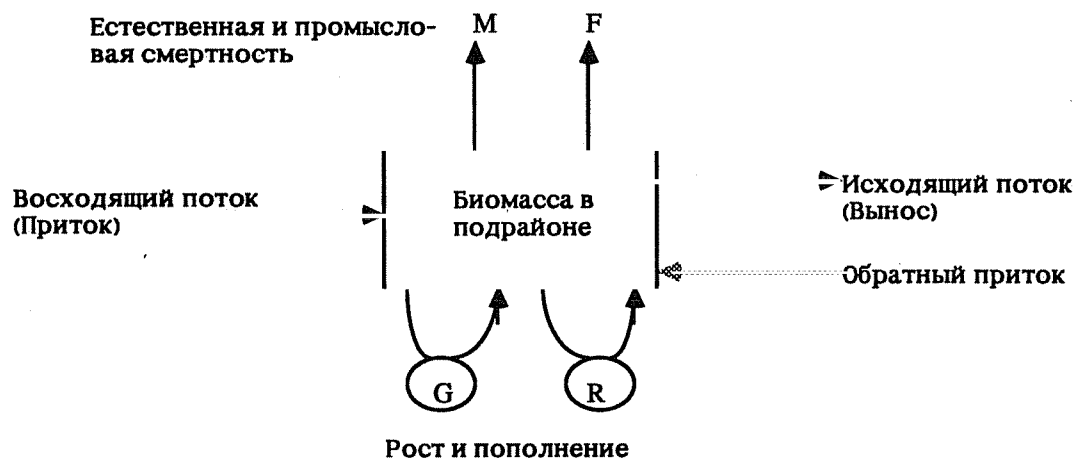 Естественная и промысло-
вая смертность
M F
Восходящий поток
(Приток)
Биомасса в
подрайоне
Исходящий поток
(Вынос)
Обратный приток
G R
Рост и пополнение